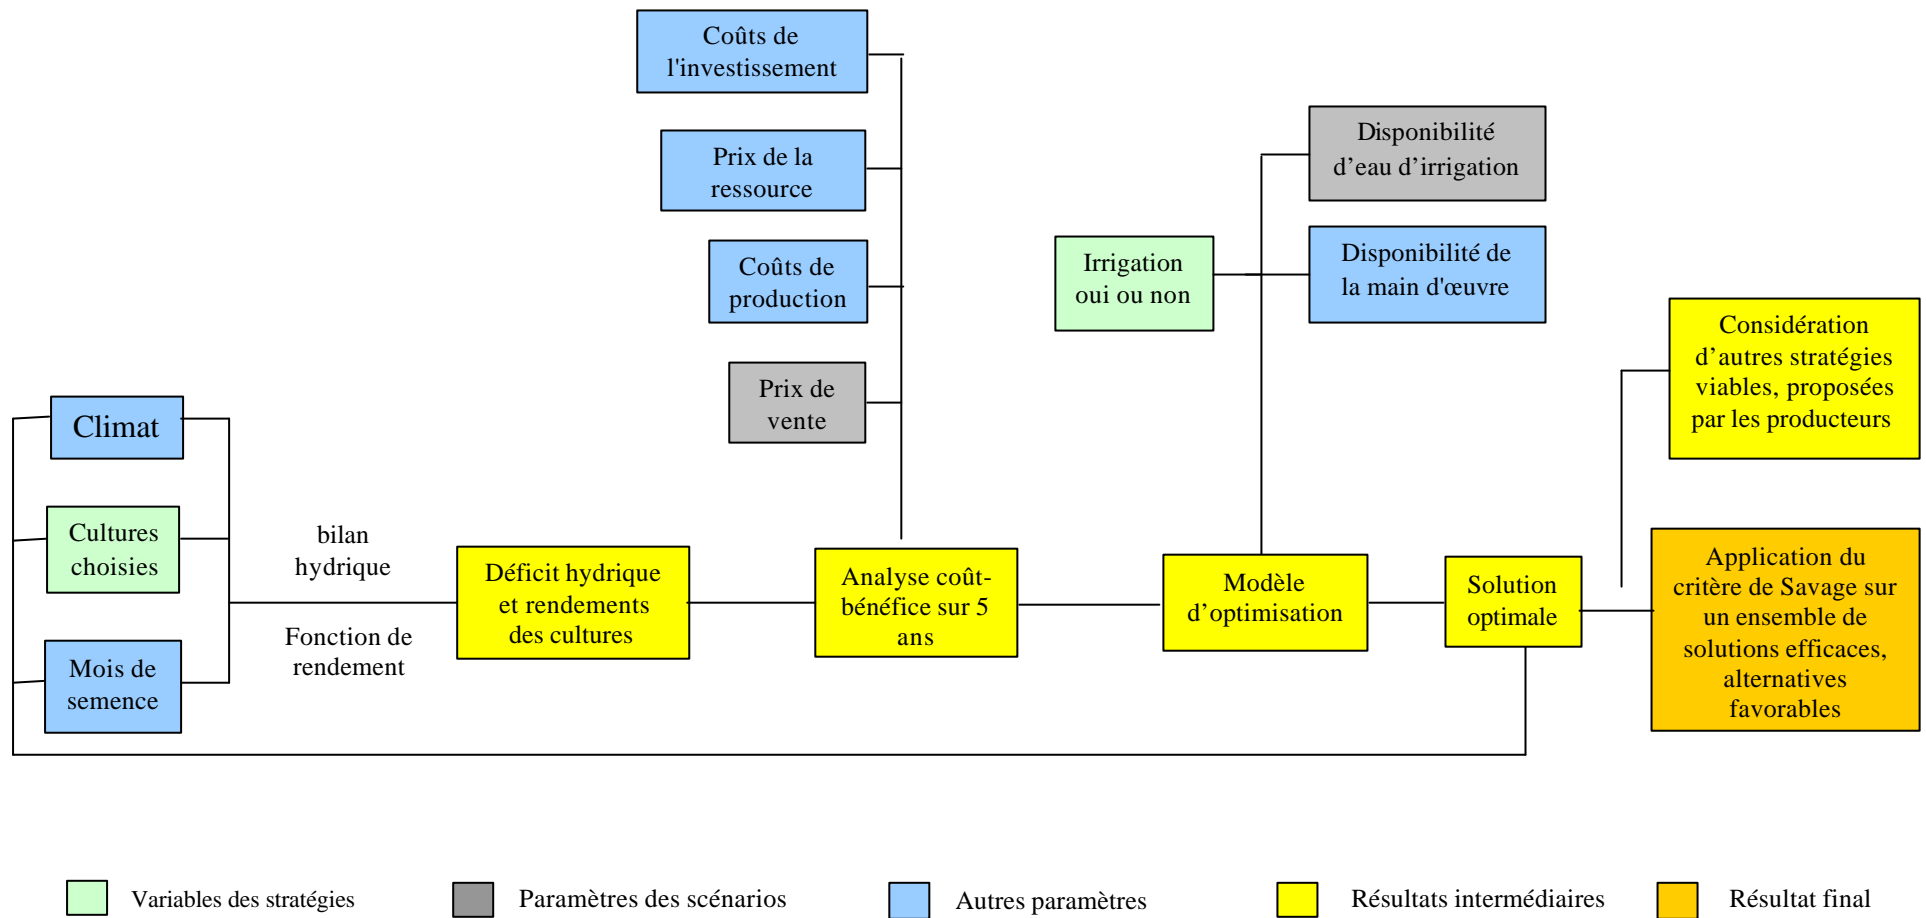 Coûts de
l'investissement
Prix de la
ressource
Coûts de
production
Prix de
vente
Disponibilité
d’eau d’irrigation
Irrigation
oui ou non
Disponibilité de
la main d'œuvre
Considération
d’autres stratégies
viables, proposées
par les producteurs
Climat
Cultures
choisies
Mois de
semence
bilan
hydrique
Fonction de
rendement
Déficit hydrique
et rendements
des cultures
Analyse coût-
bénéfice sur 5
ans
Modèle
d’optimisation
Solution
optimale
Application du
critère de Savage sur
un ensemble de
solutions efficaces,
alternatives
favorables
Variables des stratégies
Paramètres des scénarios
Autres paramètres
Résultats intermédiaires
Résultat final